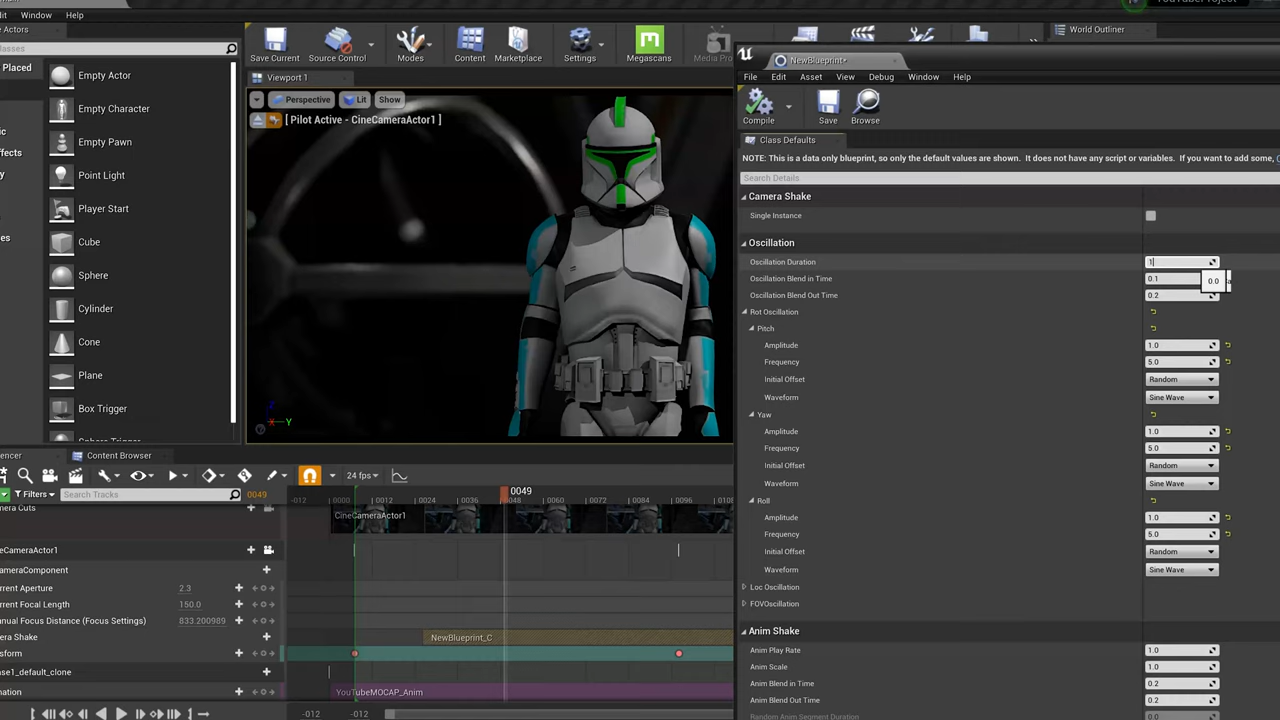 Window
Help
Actors
Placed
Empty Actor
Empty Character
Empty Pawn
Point Light
Player Start
Cube
Sphere
Cylinder
Cone
Plane
Box Trigger
Save Current
Source Control
Modes
Content
Marketplace
Settings
Megascans
Viewport 1
Perspective
Lit
Show
[ Pilot Active - CineCameraActor1 ]
Y
World Outliner
NewBlueprint*
File
Edit
Asset
View
Debug
Window
Help
Compile
Save
Browse
Class Defaults
NOTE: This is a data only blueprint, so only the default values are shown. It does not have any script or variables. If you want to add some,
Search Details
Camera Shake
Single Instance
Oscillation
Oscillation Duration 1
0.0
Oscillation Blend in Time 0.1
Oscillation Blend Out Time 0.2
Rot Oscillation
Pitch
Amplitude 1.0
Frequency 5.0
Initial Offset Random
Waveform Sine Wave
Yaw
Amplitude 1.0
Frequency 5.0
Initial Offset Random
Waveform Sine Wave
Roll
Amplitude 1.0
Frequency 5.0
Initial Offset Random
Waveform Sine Wave
Loc Oscillation
FOVOscillation
Anim Shake
Anim Play Rate 1.0
Anim Scale 1.0
Anim Blend in Time 0.2
Anim Blend Out Time 0.2
Random Anim Segment Duration
Content Browser
24 fps
Filters
Search Tracks
0049
-012
0000
0012
0024
0036
0048
0049
0060
0072
0084
0096
CineCameraActor1
NewBlueprint_C
YouTubeMOCAP_Anim
2.3
150.0
833.200989
-012
-012